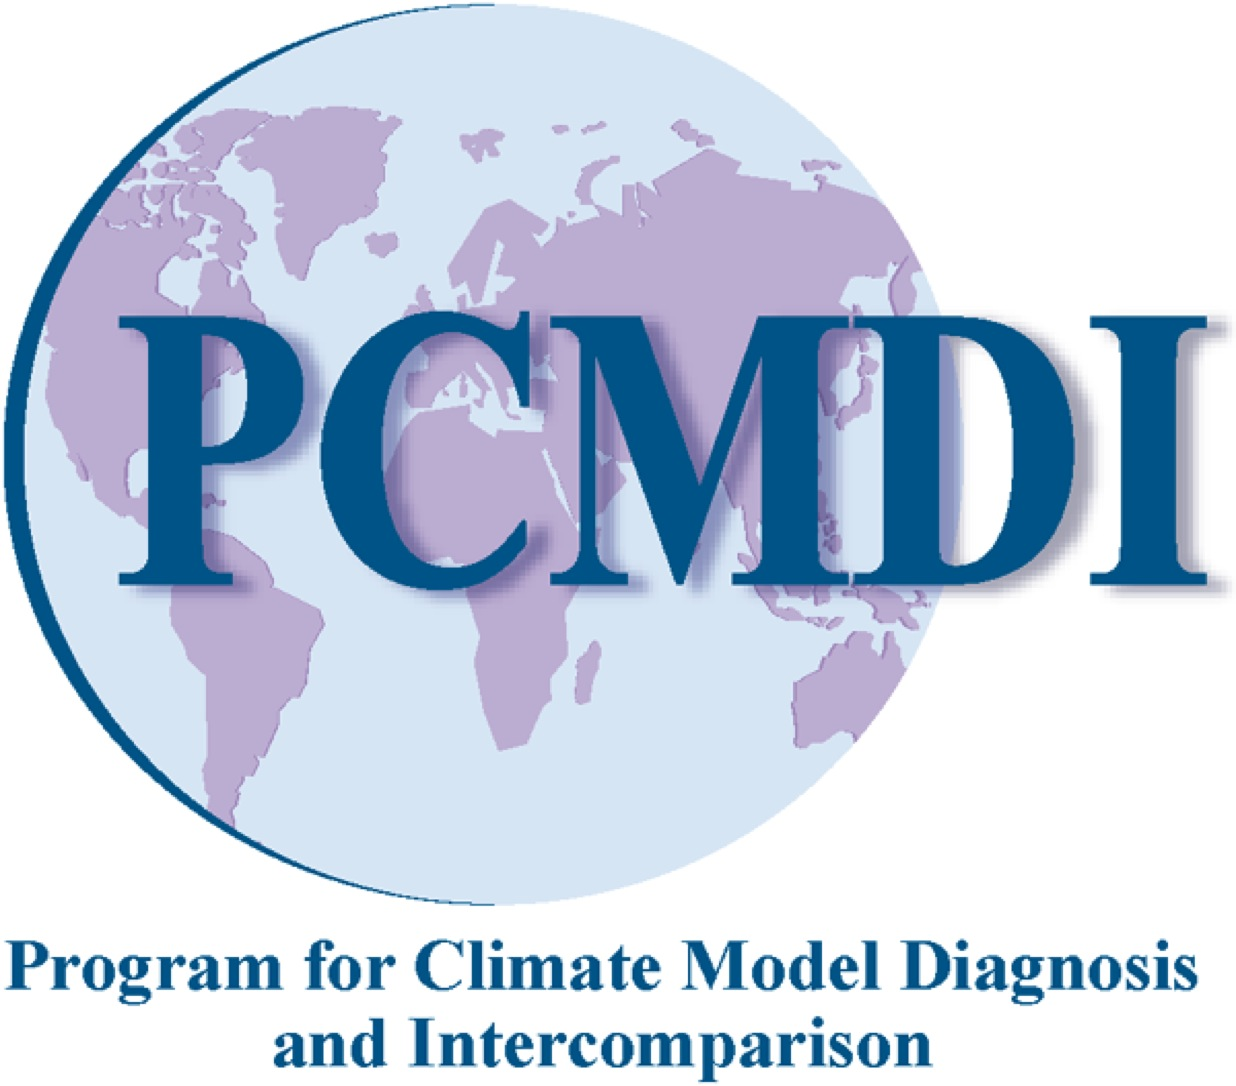 PCMDI
Program for Climate Model Diagnosis
and Intercomparison